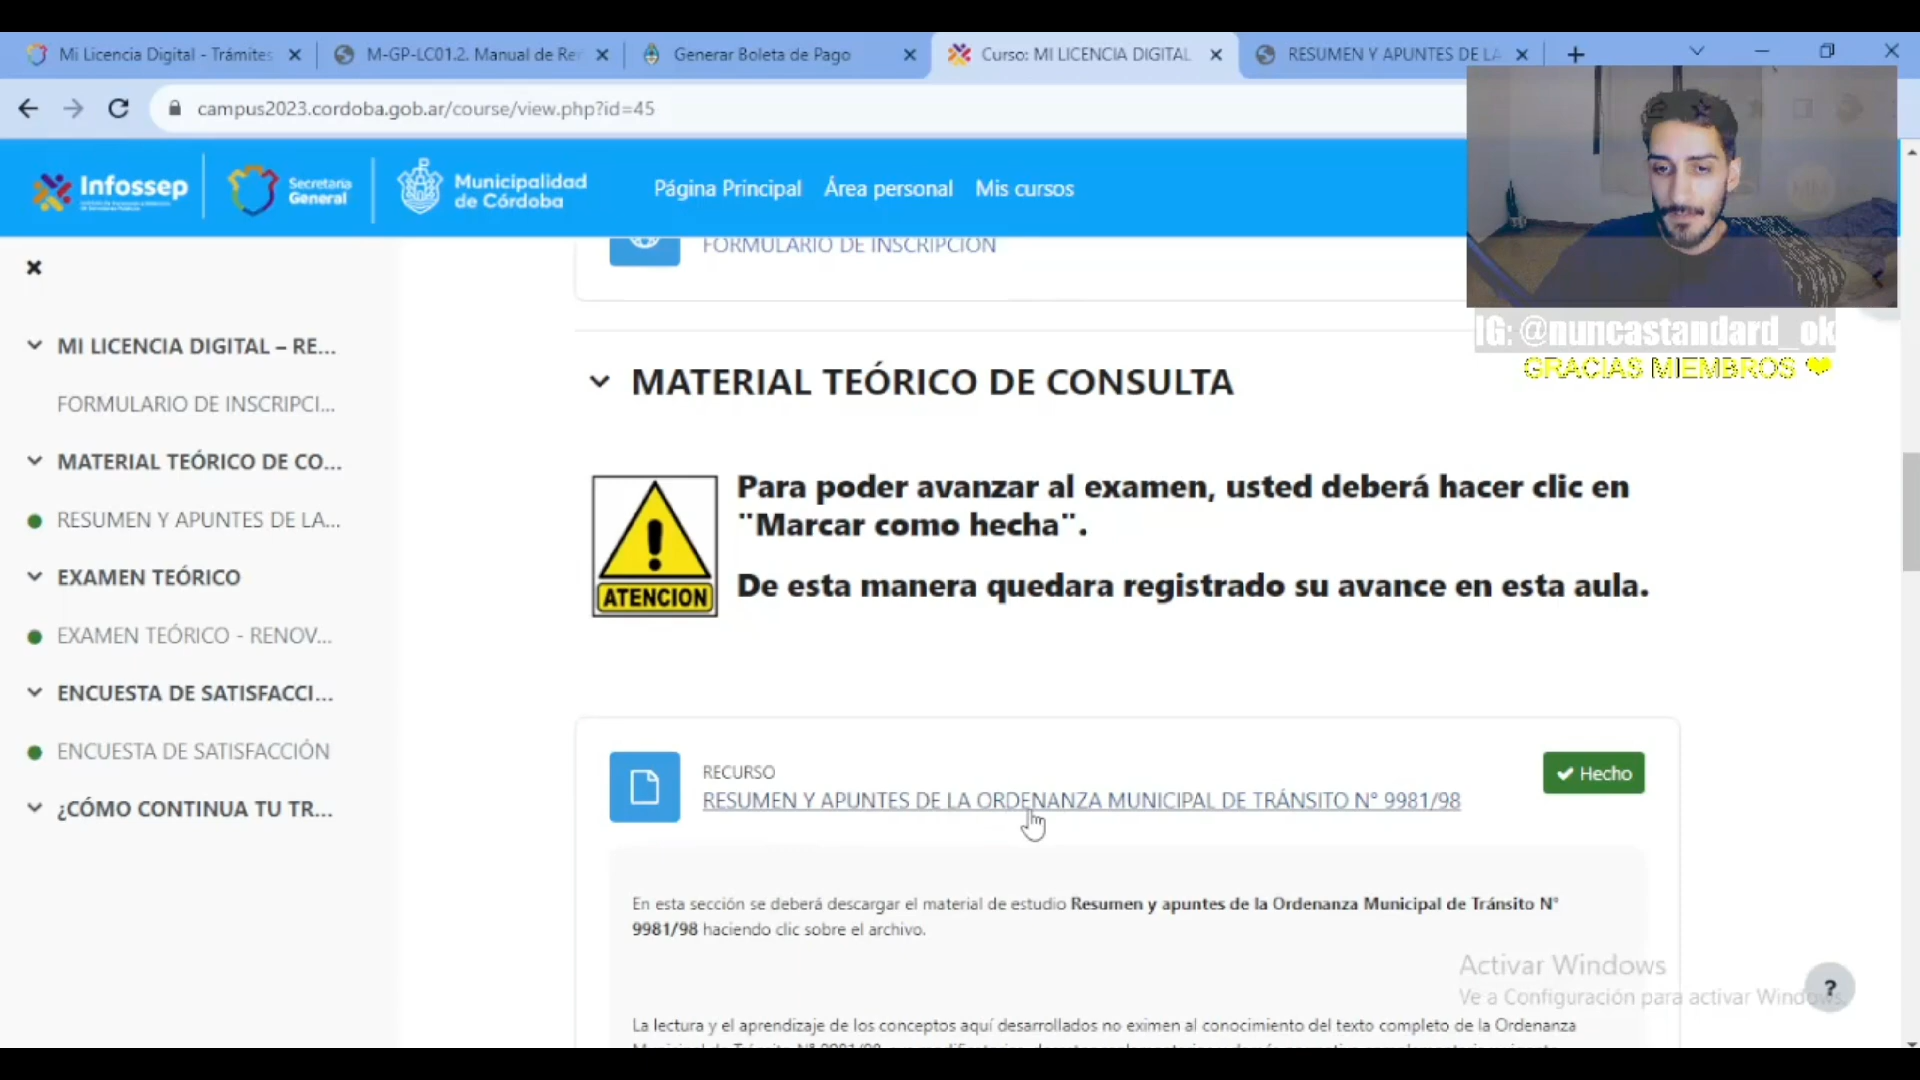 Mi Licencia Digital - Trámites
M-GP-LC01.2. Manual de Re
Generar Boleta de Pago
Curso: MI LICENCIA DIGITAL
RESUMEN Y APUNTES DE LA
campus2023.cordoba.gob.ar/course/view.php?id=45
Infossep
Secretaria
General
Municipalidad
de Córdoba
Página Principal
Área personal
Mis cursos
IG: @nuncastandard_ok
GRACIAS MIEMBROS
MI LICENCIA DIGITAL – RE...
FORMULARIO DE INSCRIPCI...
MATERIAL TEÓRICO DE CO...
RESUMEN Y APUNTES DE LA...
EXAMEN TEÓRICO
EXAMEN TEÓRICO - RENOV...
ENCUESTA DE SATISFACCI...
ENCUESTA DE SATISFACCIÓN
¿CÓMO CONTINUA TU TR...
FORMULARIO DE INSCRIPCIÓN
MATERIAL TEÓRICO DE CONSULTA
ATENCION
Para poder avanzar al examen, usted deberá hacer clic en
¨Marcar como hecha¨.
De esta manera quedara registrado su avance en esta aula.
RECURSO
RESUMEN Y APUNTES DE LA ORDENANZA MUNICIPAL DE TRÁNSITO N° 9981/98
Hecho
En esta sección se deberá descargar el material de estudio Resumen y apuntes de la Ordenanza Municipal de Tránsito N°
9981/98 haciendo clic sobre el archivo.
La lectura y el aprendizaje de los conceptos aquí desarrollados no eximen al conocimiento del texto completo de la Ordenanza
Activar Windows
Ve a Configuración para activar Windows.